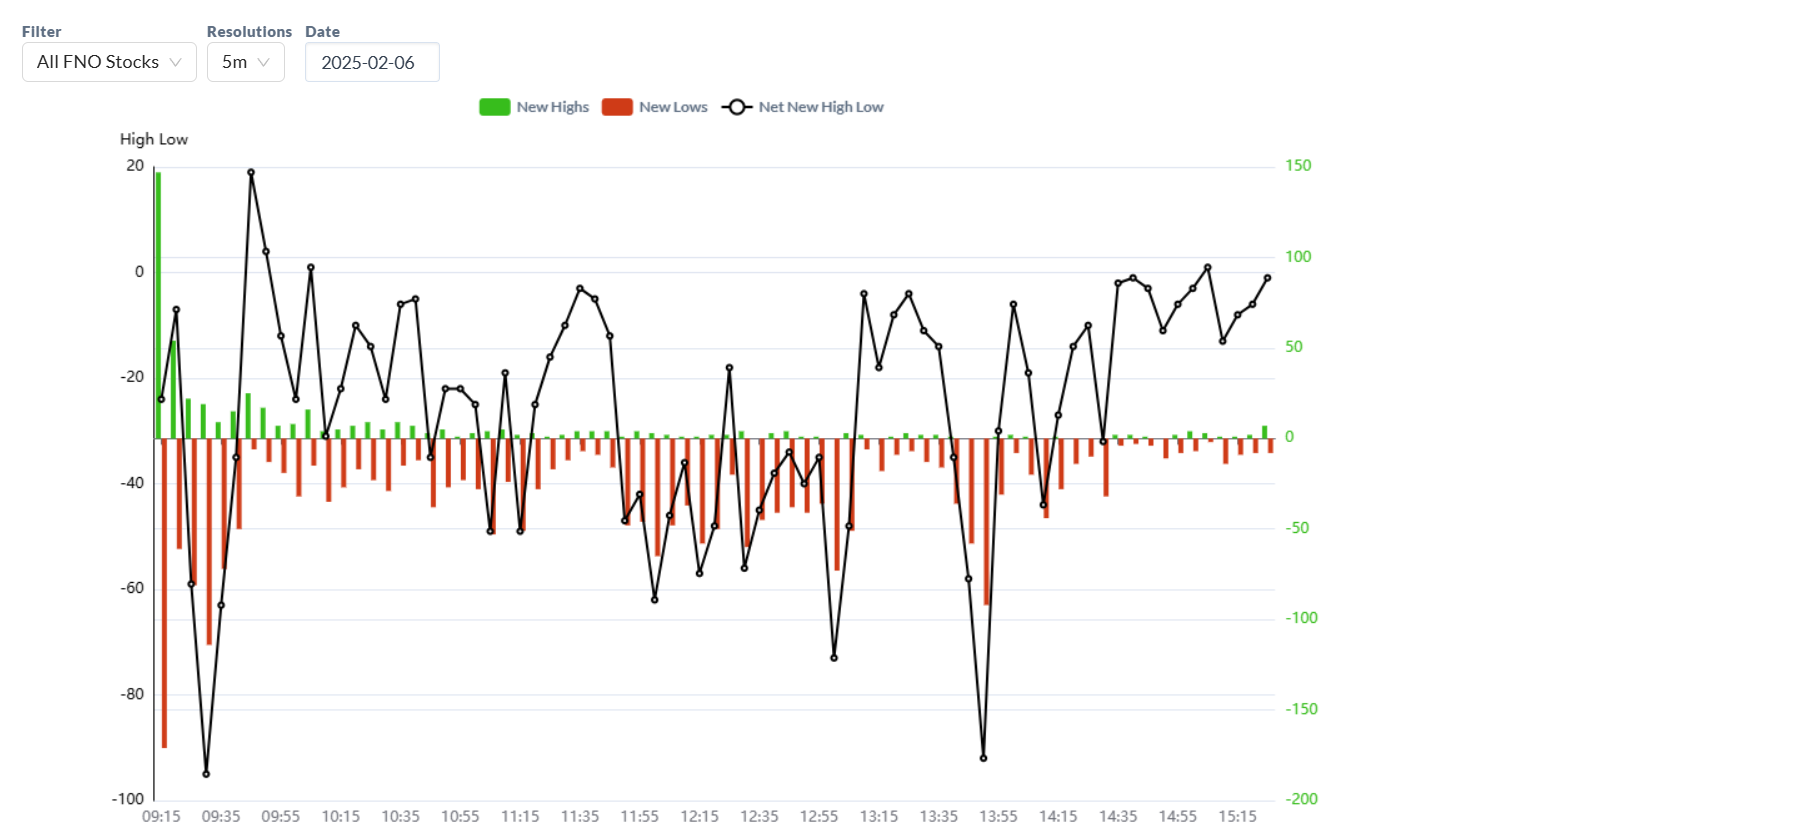 Filter Resolutions Date
All FNO Stocks 5m 2025-02-06
New Highs New Lows Net New High Low
High Low
20 150
100
0
50
-20
0
-40
-50
-60
-100
-80
-150
-100 -200
09:15 09:35 09:55 10:15 10:35 10:55 11:15 11:35 11:55 12:15 12:35 12:55 13:15 13:35 13:55 14:15 14:35 14:55 15:15